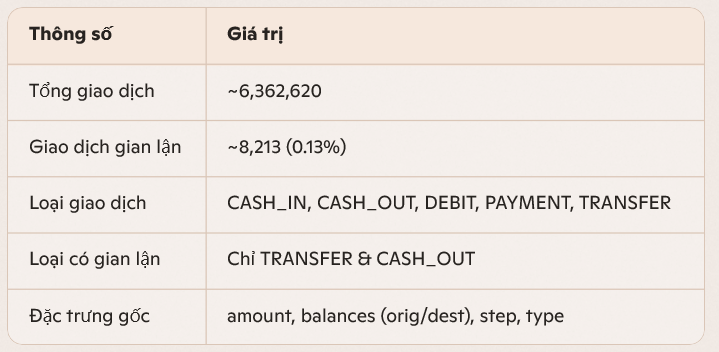 Thông số Giá trị
Tổng giao dịch ~6,362,620
Giao dịch gian lận ~8,213 (0.13%)
Loại giao dịch CASH_IN, CASH_OUT, DEBIT, PAYMENT, TRANSFER
Loại có gian lận Chỉ TRANSFER & CASH_OUT
Đặc trưng gốc amount, balances (orig/dest), step, type